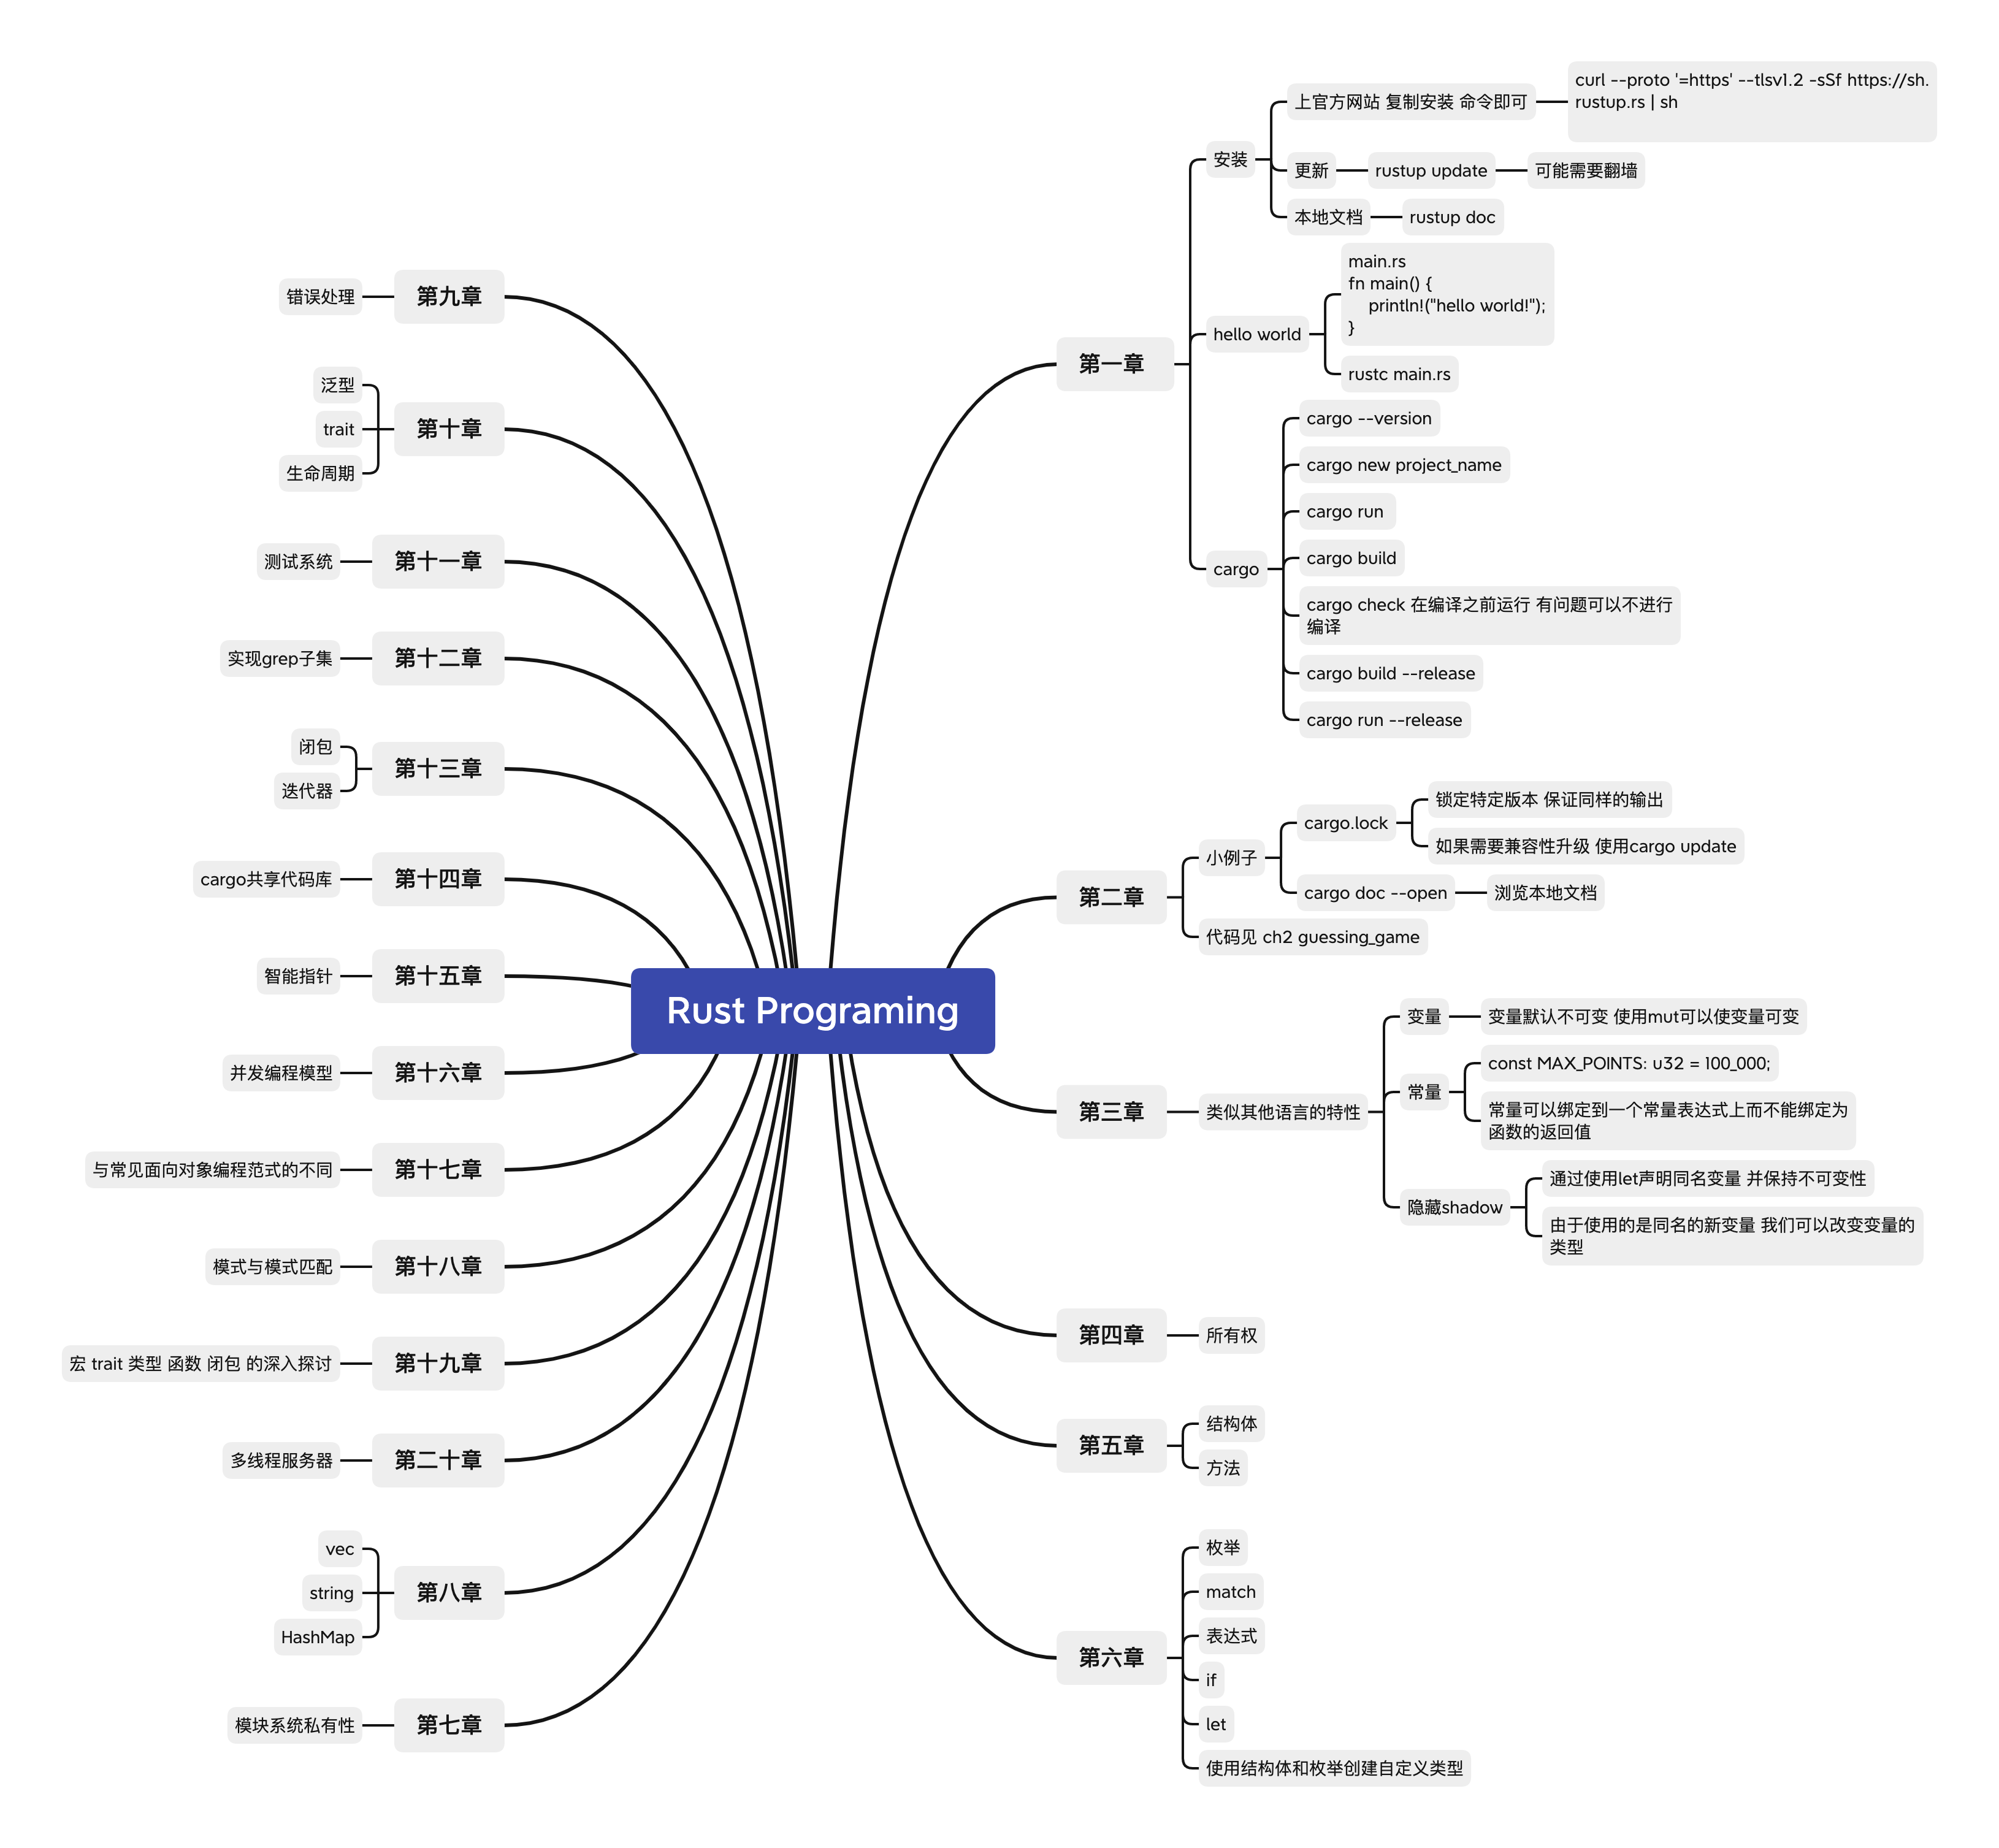 Rust Programing
第一章
安装
上官方网站 复制安装 命令即可
curl --proto '=https' --tlsv1.2 -sSf https://sh.
rustup.rs | sh
更新
rustup update
可能需要翻墙
本地文档
rustup doc
hello world
main.rs
fn main() {
    println!("hello world!");
}
rustc main.rs
cargo
cargo --version
cargo new project_name
cargo run
cargo build
cargo check 在编译之前运行 有问题可以不进行
编译
cargo build --release
cargo run --release
第二章
小例子
cargo.lock
锁定特定版本 保证同样的输出
如果需要兼容性升级 使用cargo update
cargo doc --open
浏览本地文档
代码见 ch2 guessing_game
第三章
类似其他语言的特性
变量
变量默认不可变 使用mut可以使变量可变
常量
const MAX_POINTS: u32 = 100_000;
常量可以绑定到一个常量表达式上而不能绑定为
函数的返回值
隐藏shadow
通过使用let声明同名变量 并保持不可变性
由于使用的是同名的新变量 我们可以改变变量的
类型
第四章
所有权
第五章
结构体
方法
第六章
枚举
match
表达式
if
let
使用结构体和枚举创建自定义类型
第九章
错误处理
第十章
泛型
trait
生命周期
第十一章
测试系统
第十二章
实现grep子集
第十三章
闭包
迭代器
第十四章
cargo共享代码库
第十五章
智能指针
第十六章
并发编程模型
第十七章
与常见面向对象编程范式的不同
第十八章
模式与模式匹配
第十九章
宏 trait 类型 函数 闭包 的深入探讨
第二十章
多线程服务器
第八章
vec
string
HashMap
第七章
模块系统私有性